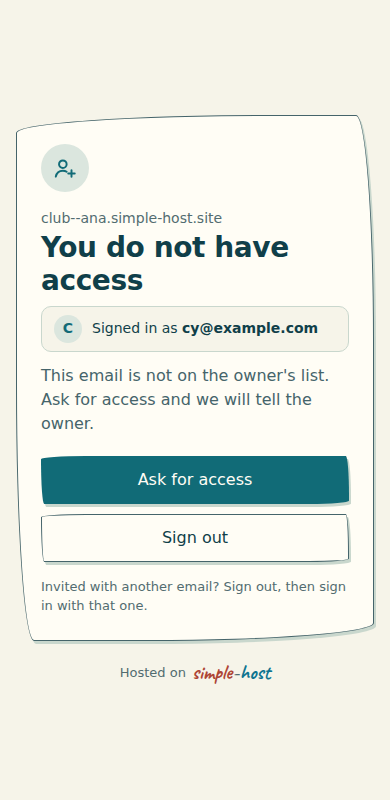 club--ana.simple-host.site
You do not have
access
C Signed in as cy@example.com
This email is not on the owner's list.
Ask for access and we will tell the
owner.
Ask for access
Sign out
Invited with another email? Sign out, then sign
in with that one.
Hosted on simple-host